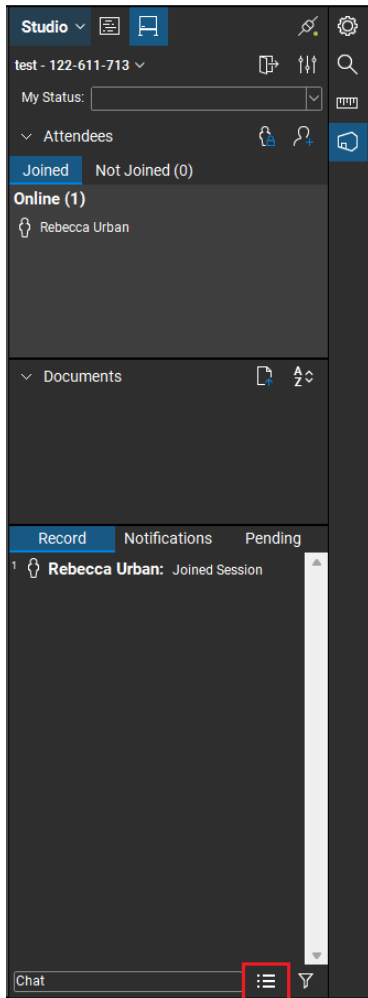 Studio
test - 122-611-713
My Status:
Attendees
Joined Not Joined (0)
Online (1)
Rebecca Urban
Documents
A
Z
Record Notifications Pending
1 Rebecca Urban: Joined Session
Chat